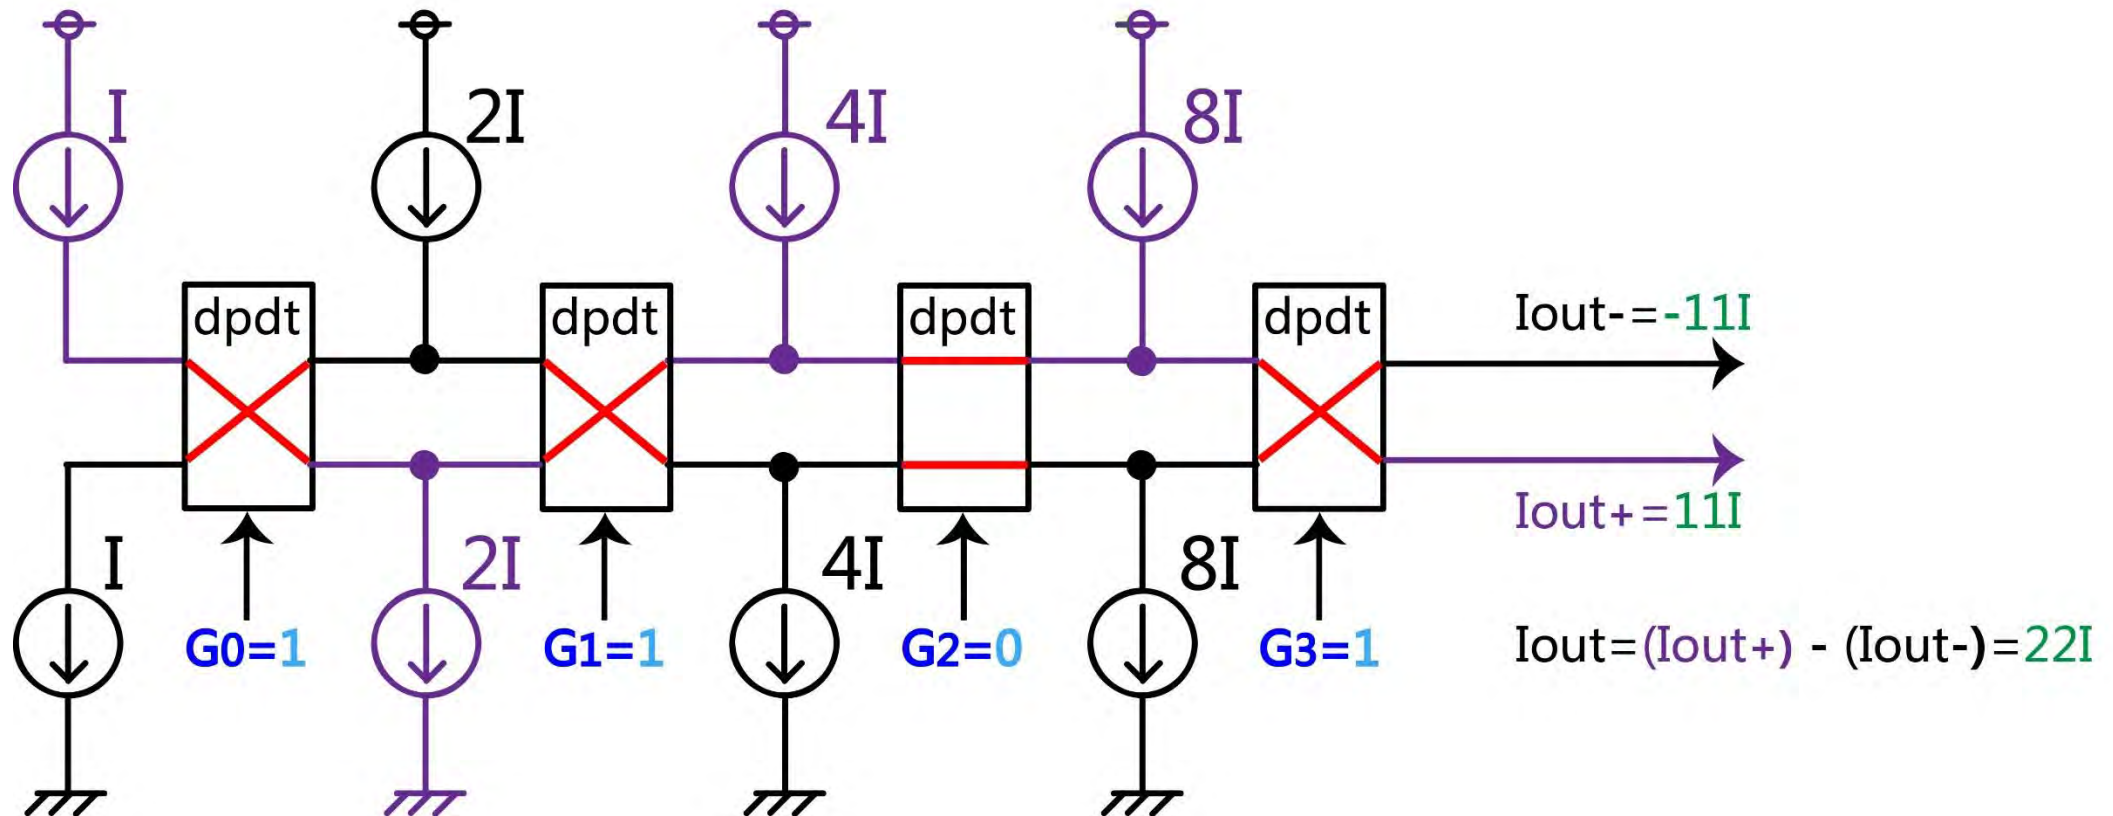 I
2I
4I
8I
dpdt
dpdt
dpdt
dpdt
Iout-=-11I
Iout+=11I
I
2I
4I
8I
G0=1
G1=1
G2=0
G3=1
Iout=(Iout+) - (Iout-)=22I